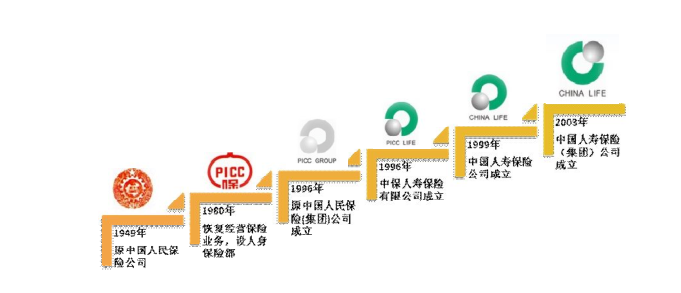 1949年
原中国人民保
险公司
PICC
保
1980年
恢复经营保险
业务，设人身
保险部
PICC GROUP
1996年
原中国人民保
险(集团)公司
成立
PICC LIFE
1996年
中保人寿保险
有限公司成立
CHINA LIFE
1999年
中国人寿保险
公司成立
CHINA LIFE
2003年
中国人寿保险
（集团）公司
成立